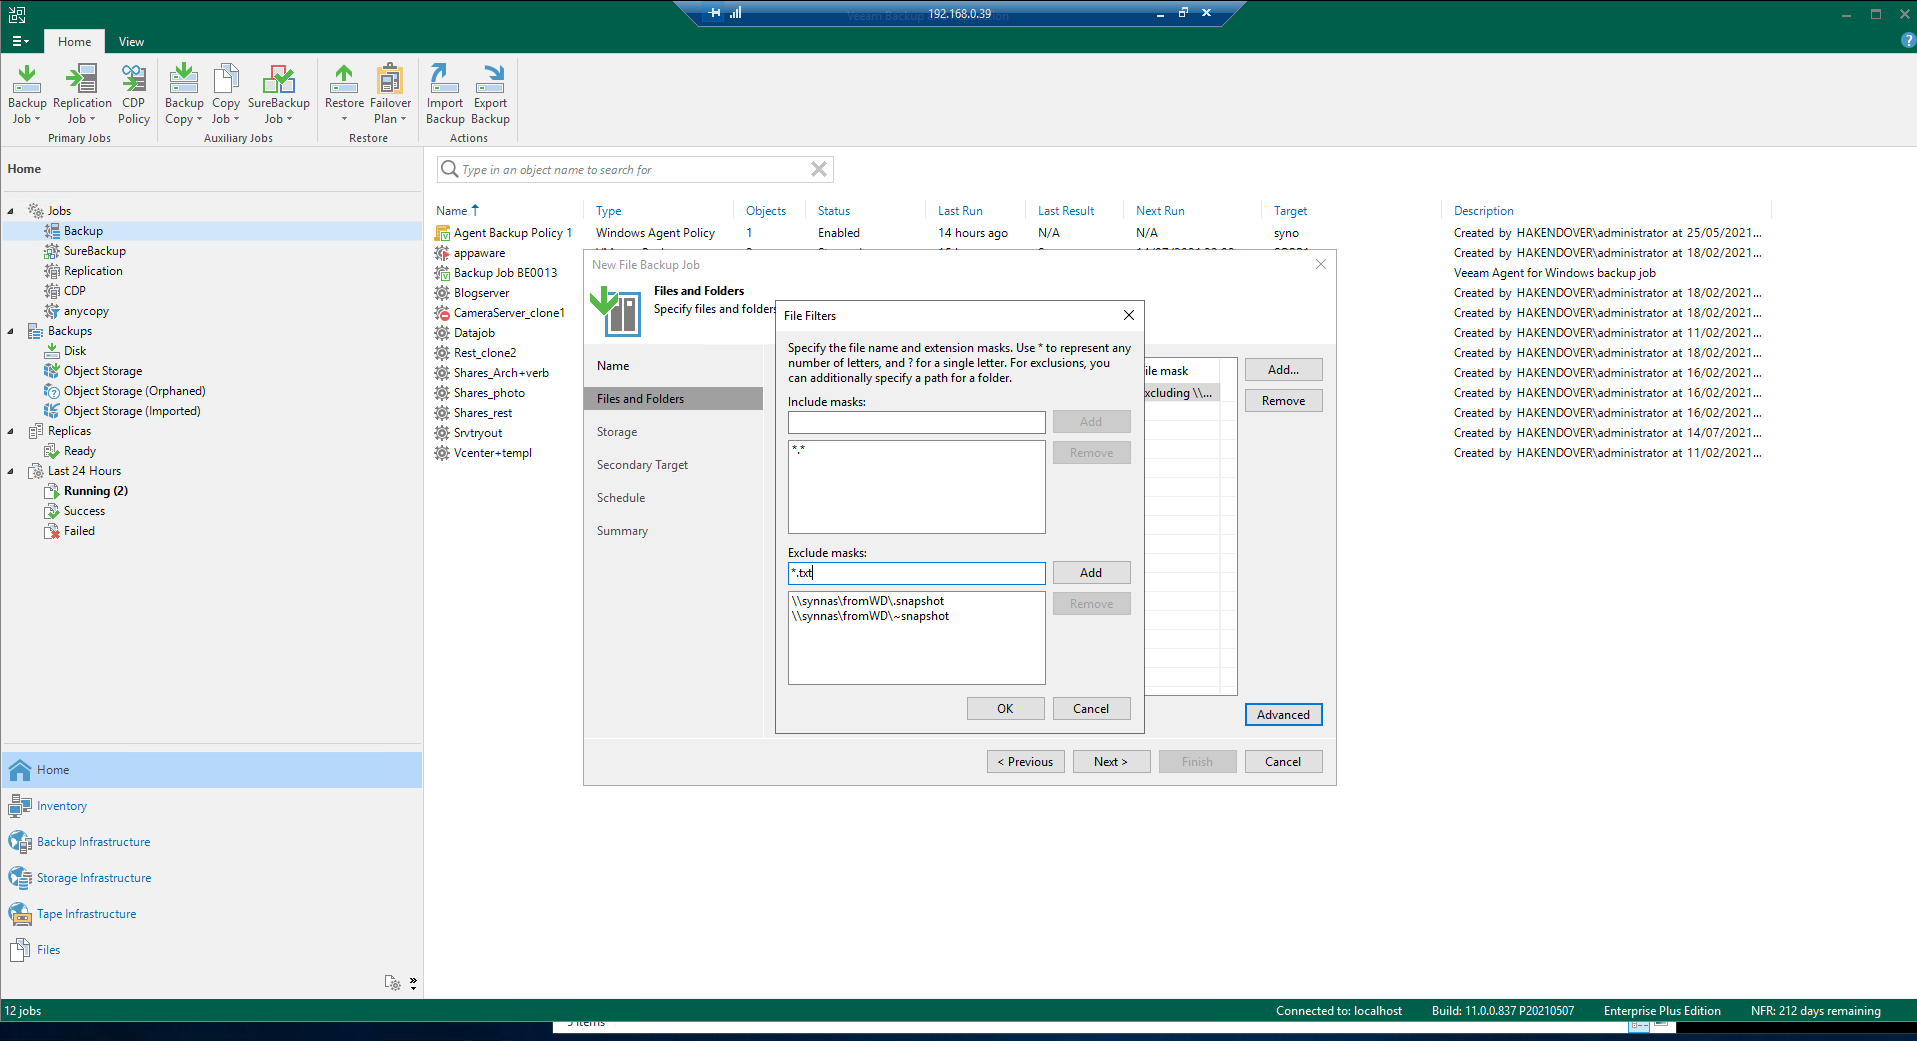 192.168.0.39
Home
View
Backup Job
Replication Job
CDP Policy
Primary Jobs
Backup Copy
Copy Job
SureBackup Job
Auxiliary Jobs
Restore
Failover Plan
Restore
Import Backup
Export Backup
Actions
Home
Jobs
Backup
SureBackup
Replication
CDP
anycopy
Backups
Disk
Object Storage
Object Storage (Orphaned)
Object Storage (Imported)
Replicas
Ready
Last 24 Hours
Running (2)
Success
Failed
Home
Inventory
Backup Infrastructure
Storage Infrastructure
Tape Infrastructure
Files
Type in an object name to search for
Name Type Objects Status Last Run Last Result Next Run Target Description
Agent Backup Policy 1 Windows Agent Policy 1 Enabled 14 hours ago N/A N/A syno Created by HAKENDOVER\administrator at 25/05/2021...
appaware Created by HAKENDOVER\administrator at 18/02/2021...
Backup Job BE0013 Veeam Agent for Windows backup job
Blogserver Created by HAKENDOVER\administrator at 18/02/2021...
CameraServer_clone1 Created by HAKENDOVER\administrator at 18/02/2021...
Datajob Created by HAKENDOVER\administrator at 11/02/2021...
Rest_clone2 Created by HAKENDOVER\administrator at 18/02/2021...
Shares_Arch+verb Created by HAKENDOVER\administrator at 16/02/2021...
Shares_photo Created by HAKENDOVER\administrator at 16/02/2021...
Shares_rest Created by HAKENDOVER\administrator at 16/02/2021...
Srvtryout Created by HAKENDOVER\administrator at 14/07/2021...
Vcenter+templ Created by HAKENDOVER\administrator at 11/02/2021...
New File Backup Job
Files and Folders
Specify files and folders
Name
Files and Folders
Storage
Secondary Target
Schedule
Summary
ile mask
xcluding \\...
Add...
Remove
Advanced
< Previous
Next >
Finish
Cancel
File Filters
Specify the file name and extension masks. Use * to represent any
number of letters, and ? for a single letter. For exclusions, you
can additionally specify a path for a folder.
Include masks:
Add
*.*
Remove
Exclude masks:
*.txt
Add
\\synnas\fromWD\.snapshot
\\synnas\fromWD\~snapshot
Remove
OK
Cancel
12 jobs
Connected to: localhost
Build: 11.0.0.837 P20210507
Enterprise Plus Edition
NFR: 212 days remaining